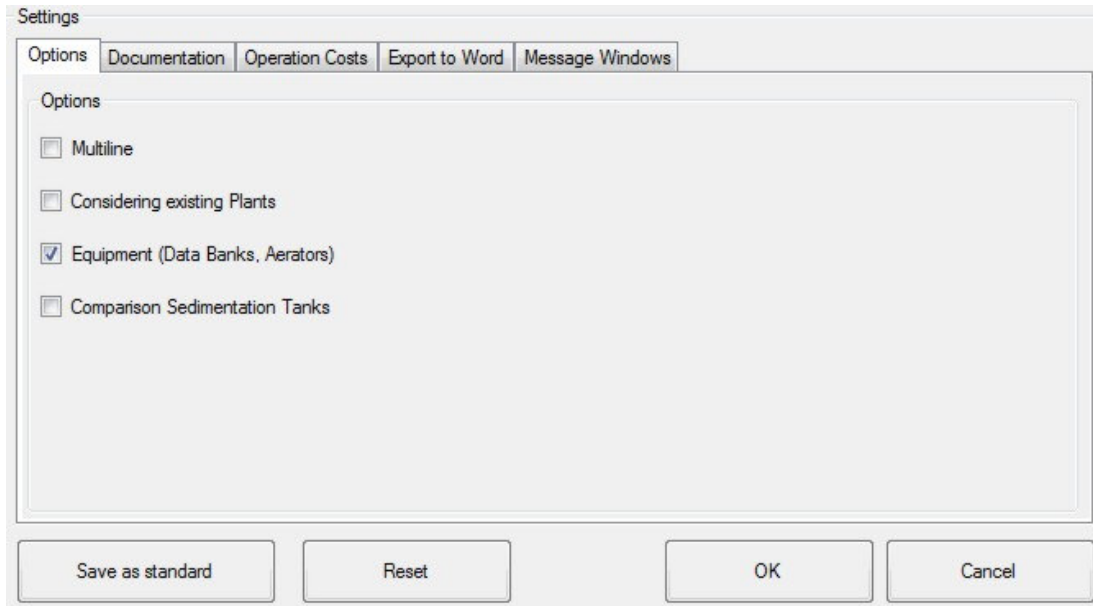 Settings
Options Documentation Operation Costs Export to Word Message Windows
Options
Multiline
Considering existing Plants
Equipment (Data Banks, Aerators)
Comparison Sedimentation Tanks
Save as standard Reset OK Cancel